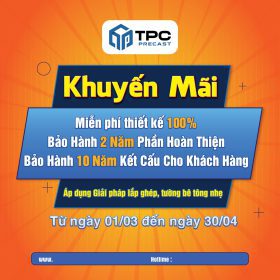 TPC
PRECAST
Khuyến Mãi
Miễn phí thiết kế 100%
Bảo Hành 2 Năm Phần Hoàn Thiện
Bảo Hành 10 Năm Kết Cấu Cho Khách Hàng
Áp dụng Giải pháp lắp ghép, tường bê tông nhẹ
Từ ngày 01/03 đến ngày 30/04
www. Hotline :